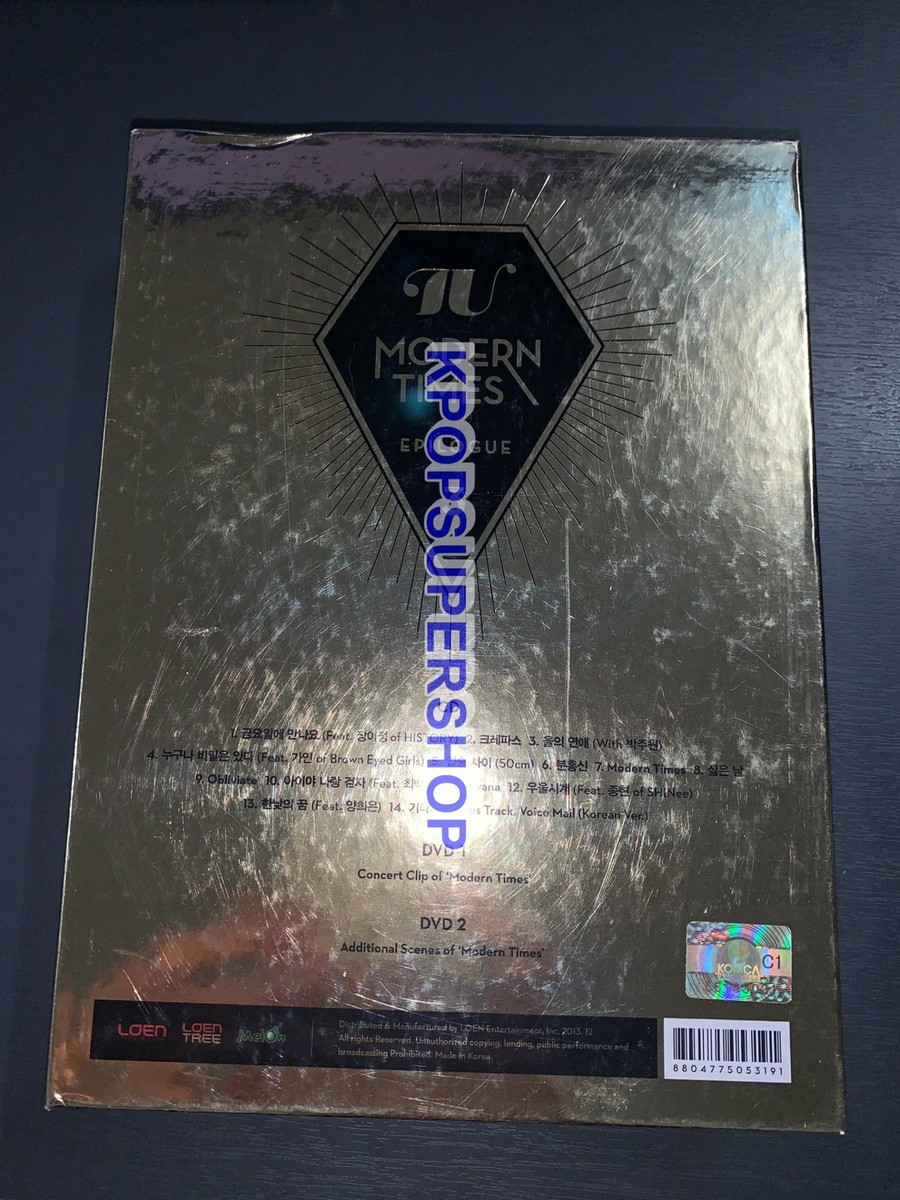 IU
MODERN
TIMES
EPILOGUE
KPOPSUPERSHOP
CD
1. 금요일에 만나요 (Feat. 장이정 of HISTORY) 2. 크레파스 3. 을의 연애 (With 박주원)
4. 누구나 비밀은 있다 (Feat. 가인 of Brown Eyed Girls) 사이 (50cm) 6. 분홍신 7. Modern Times 8. 싫은 날
9. Obliviate 10. 아이야 나랑 걷자 (Feat. 12. 우울시계 (Feat. 종현 of SHINee)
13. 한낮의 꿈 (Feat. 양희은) 14. Track. Voice Mail (Korean Ver.)
DVD 1
Concert Clip of 'Modern Times'
DVD 2
Additional Scenes of 'Modern Times'
KOMCA C1
LOEN LOEN TREE Melon
Distributed & Manufactured by LOEN Entertainment, Inc. 2013. 12
All rights Reserved. Unauthorized copying, lending, public performance and
broadcasting Prohibited. Made in Korea
8804775053191